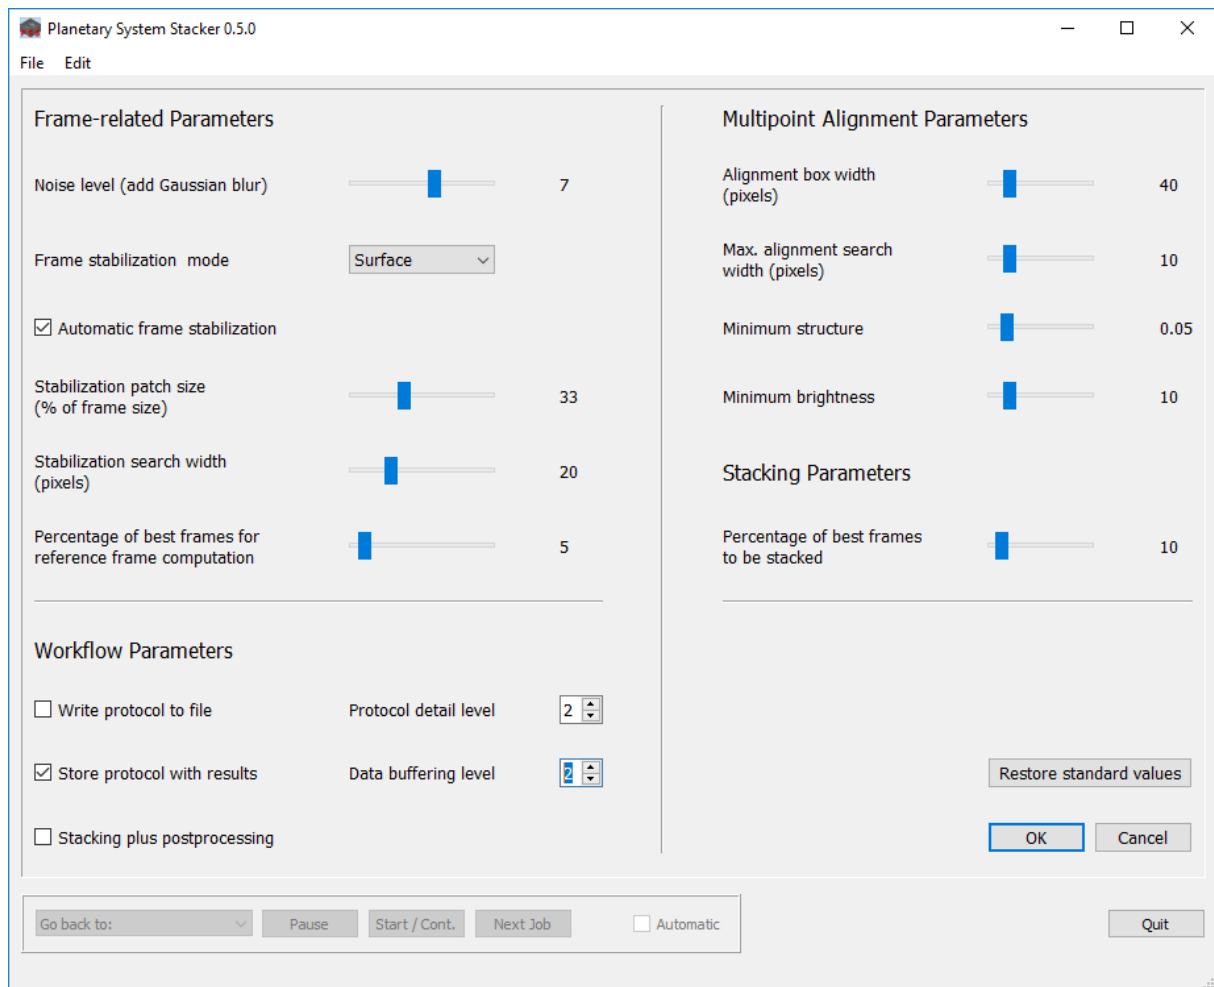 Planetary System Stacker 0.5.0
File Edit
Frame-related Parameters
Noise level (add Gaussian blur) 7
Frame stabilization mode Surface
Automatic frame stabilization
Stabilization patch size
(% of frame size) 33
Stabilization search width
(pixels) 20
Percentage of best frames for
reference frame computation 5
Workflow Parameters
Write protocol to file Protocol detail level 2
Store protocol with results Data buffering level 2
Stacking plus postprocessing
Multipoint Alignment Parameters
Alignment box width
(pixels) 40
Max. alignment search
width (pixels) 10
Minimum structure 0.05
Minimum brightness 10
Stacking Parameters
Percentage of best frames
to be stacked 10
Restore standard values
OK Cancel
Go back to: Pause Start / Cont. Next Job Automatic Quit